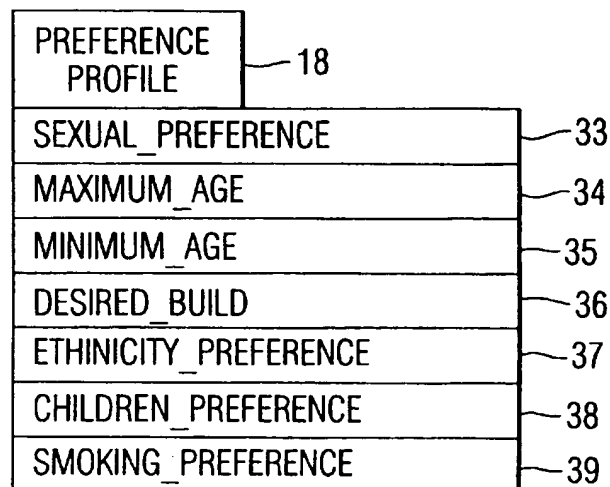 PREFERENCE
PROFILE
18
SEXUAL_PREFERENCE 33
MAXIMUM_AGE 34
MINIMUM_AGE 35
DESIRED_BUILD 36
ETHINICITY_PREFERENCE 37
CHILDREN_PREFERENCE 38
SMOKING_PREFERENCE 39